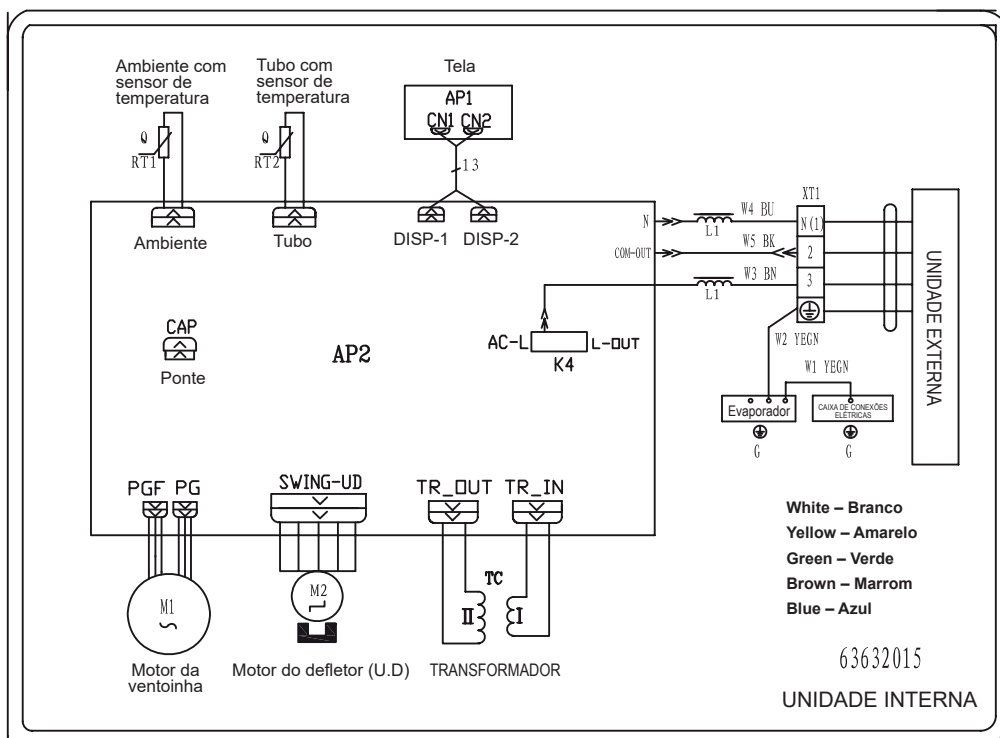 Ambiente com
sensor de
temperatura
Tubo com
sensor de
temperatura
Tela
AP1
CN1 CN2
θ
RT1
θ
RT2
13
Ambiente
Tubo
DISP-1 DISP-2
N
L1
W4 BU
XT1
N(1)
COM-OUT
W5 BK
2
L1
W3 BN
3
W2 YEGN
W1 YEGN
UNIDADE EXTERNA
CAP
Ponte
AP2
AC-L
L-OUT
K4
Evaporador
CAIXA DE CONEXÕES
ELÉTRICAS
G
G
PGF PG
SWING-UD
TR_OUT TR_IN
M1
M2
TC
II
I
Motor da
ventoinha
Motor do defletor (U.D)
TRANSFORMADOR
White – Branco
Yellow – Amarelo
Green – Verde
Brown – Marrom
Blue – Azul
63632015
UNIDADE INTERNA